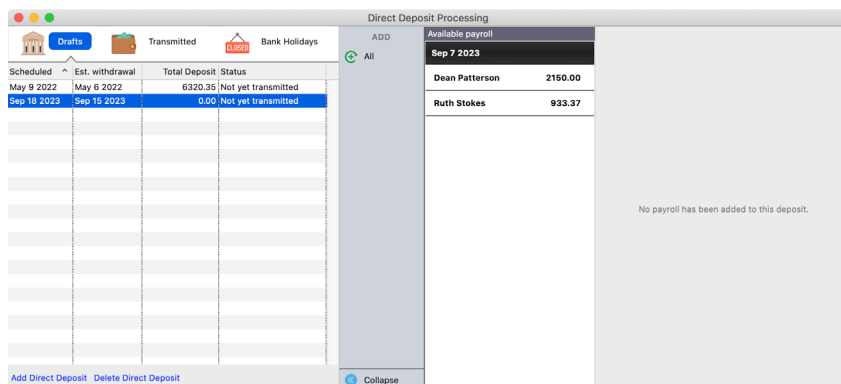 Direct Deposit Processing
Drafts Transmitted CLOSED Bank Holidays
Scheduled Est. withdrawal Total Deposit Status
May 9 2022 May 6 2022 6320.35 Not yet transmitted
Sep 18 2023 Sep 15 2023 0.00 Not yet transmitted
Add Direct Deposit Delete Direct Deposit
ADD
All
Collapse
Available payroll
Sep 7 2023
Dean Patterson 2150.00
Ruth Stokes 933.37
No payroll has been added to this deposit.